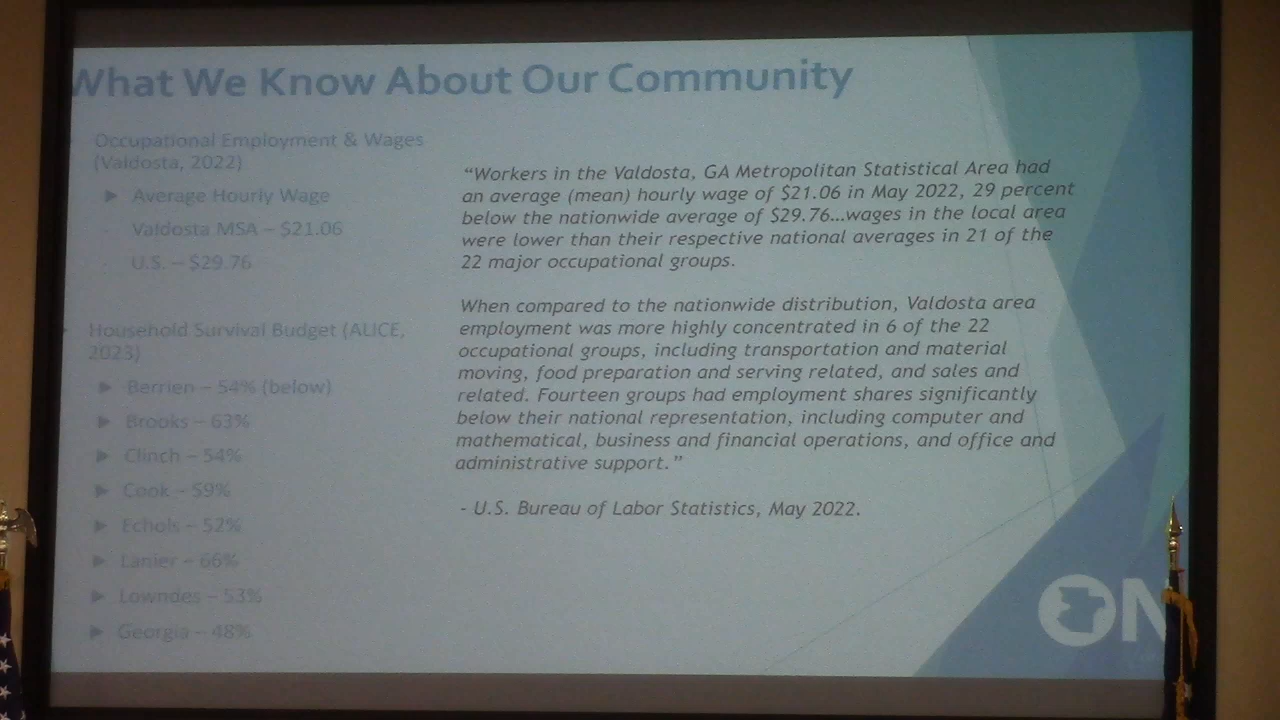 What We Know About Our Community
Occupational Employment & Wages
(Valdosta, 2022)
Average Hourly Wage
Valdosta MSA – $21.06
U.S. – $29.76
Household Survival Budget (ALICE,
2023)
Berrien – 54% (below)
Brooks – 63%
Clinch – 54%
Cook – 59%
Echols – 52%
Lanier – 66%
Lowndes – 53%
Georgia – 48%
“Workers in the Valdosta, GA Metropolitan Statistical Area had
an average (mean) hourly wage of $21.06 in May 2022, 29 percent
below the nationwide average of $29.76…wages in the local area
were lower than their respective national averages in 21 of the
22 major occupational groups.
When compared to the nationwide distribution, Valdosta area
employment was more highly concentrated in 6 of the 22
occupational groups, including transportation and material
moving, food preparation and serving related, and sales and
related. Fourteen groups had employment shares significantly
below their national representation, including computer and
mathematical, business and financial operations, and office and
administrative support.”
- U.S. Bureau of Labor Statistics, May 2022.
ON